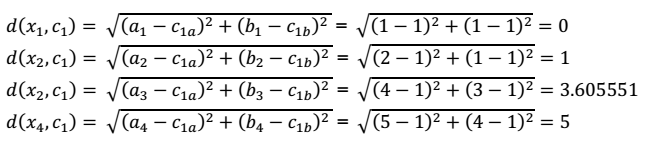 d(x₁, c₁) = √((a₁ − c₁ₐ)² + (b₁ − c₁b)²) = √((1 − 1)² + (1 − 1)²) = 0
d(x₂, c₁) = √((a₂ − c₁ₐ)² + (b₂ − c₁b)²) = √((2 − 1)² + (1 − 1)²) = 1
d(x₂, c₁) = √((a₃ − c₁ₐ)² + (b₃ − c₁b)²) = √((4 − 1)² + (3 − 1)²) = 3.605551
d(x₄, c₁) = √((a₄ − c₁ₐ)² + (b₄ − c₁b)²) = √((5 − 1)² + (4 − 1)² = 5